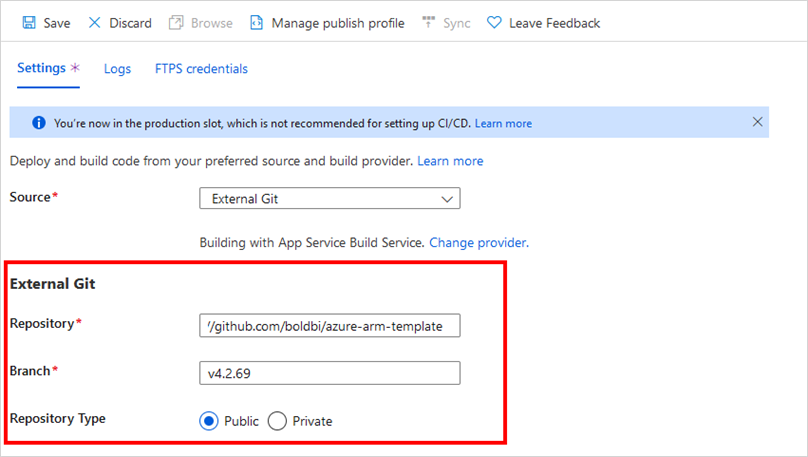 Save Discard Browse Manage publish profile Sync Leave Feedback
Settings * Logs FTPS credentials
You're now in the production slot, which is not recommended for setting up CI/CD. Learn more
Deploy and build code from your preferred source and build provider. Learn more
Source* External Git
Building with App Service Build Service. Change provider.
External Git
Repository* //github.com/boldbi/azure-arm-template
Branch* v4.2.69
Repository Type Public Private